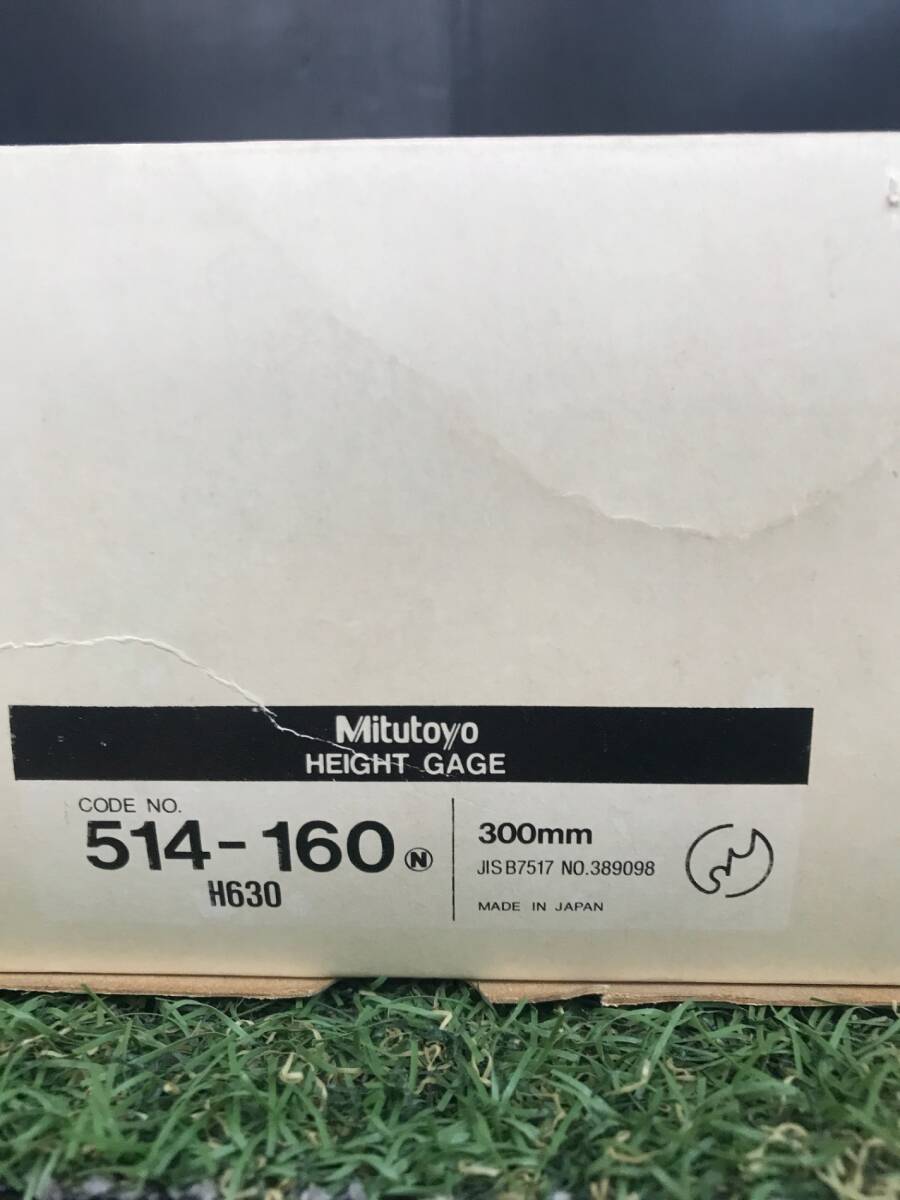 Mitutoyo
HEIGHT GAGE
CODE NO.
514-160 Ⓝ
H630
300mm
JIS B7517 NO.389098
MADE IN JAPAN